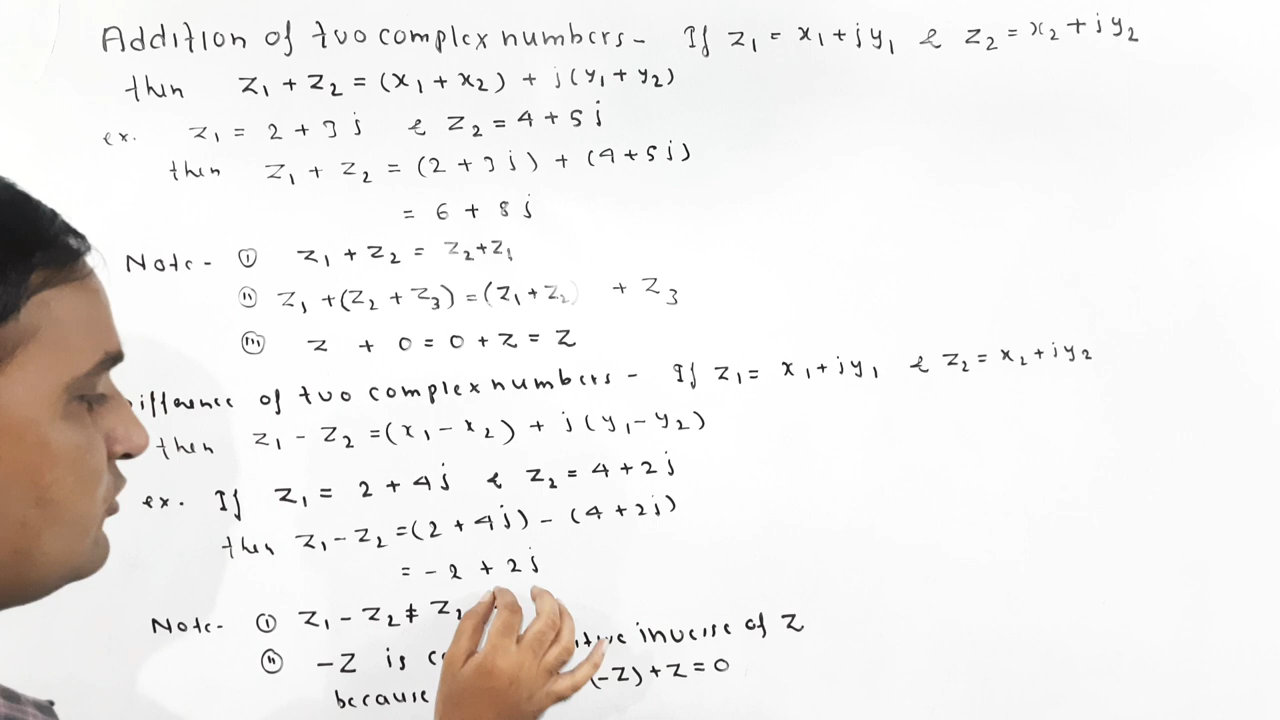 Addition of two complex numbers - If z₁ = x₁ + jy₁ & z₂ = x₂ + jy₂
then z₁ + z₂ = (x₁ + x₂) + j(y₁ + y₂)
ex. z₁ = 2 + 3j & z₂ = 4 + 5j
then z₁ + z₂ = (2 + 3j) + (4 + 5j)
= 6 + 8j
Note - (i) z₁ + z₂ = z₂ + z₁
(ii) z₁ + (z₂ + z₃) = (z₁ + z₂) + z₃
(iii) z + 0 = 0 + z = z
ifference of two complex numbers - If z₁ = x₁ + jy₁ & z₂ = x₂ + jy₂
then z₁ - z₂ = (x₁ - x₂) + j(y₁ - y₂)
ex. If z₁ = 2 + 4j & z₂ = 4 + 2j
then z₁ - z₂ = (2 + 4j) - (4 + 2j)
= -2 + 2j
Note - (i) z₁ - z₂ ≠ z₂
(ii) -z is inverse of z
because (-z) + z = 0